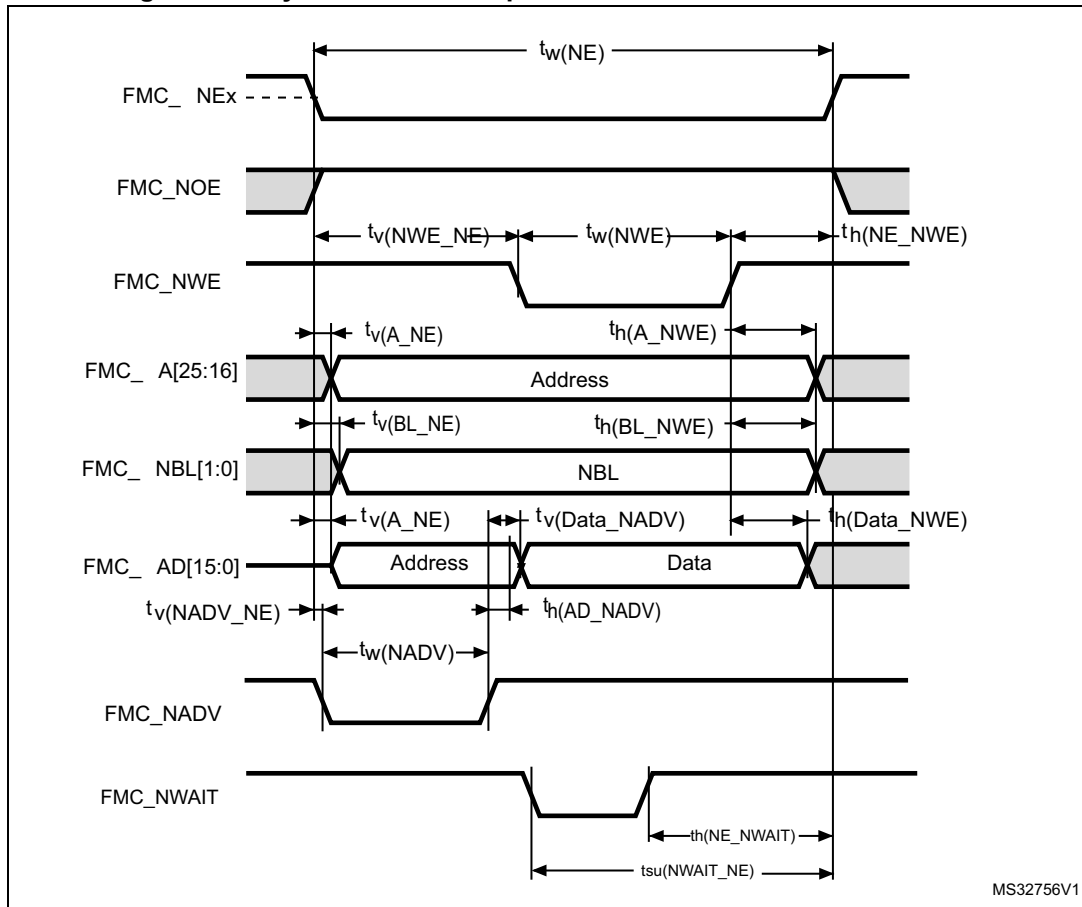 tw(NE)
FMC_ NEx
FMC_NOE
tv(NWE_NE) tw(NWE) th(NE_NWE)
FMC_NWE
tv(A_NE) th(A_NWE)
FMC_ A[25:16] Address
tv(BL_NE) th(BL_NWE)
FMC_ NBL[1:0] NBL
tv(A_NE) tv(Data_NADV) th(Data_NWE)
FMC_ AD[15:0] Address Data
tv(NADV_NE) th(AD_NADV)
tw(NADV)
FMC_NADV
FMC_NWAIT
th(NE_NWAIT)
tsu(NWAIT_NE)
MS32756V1